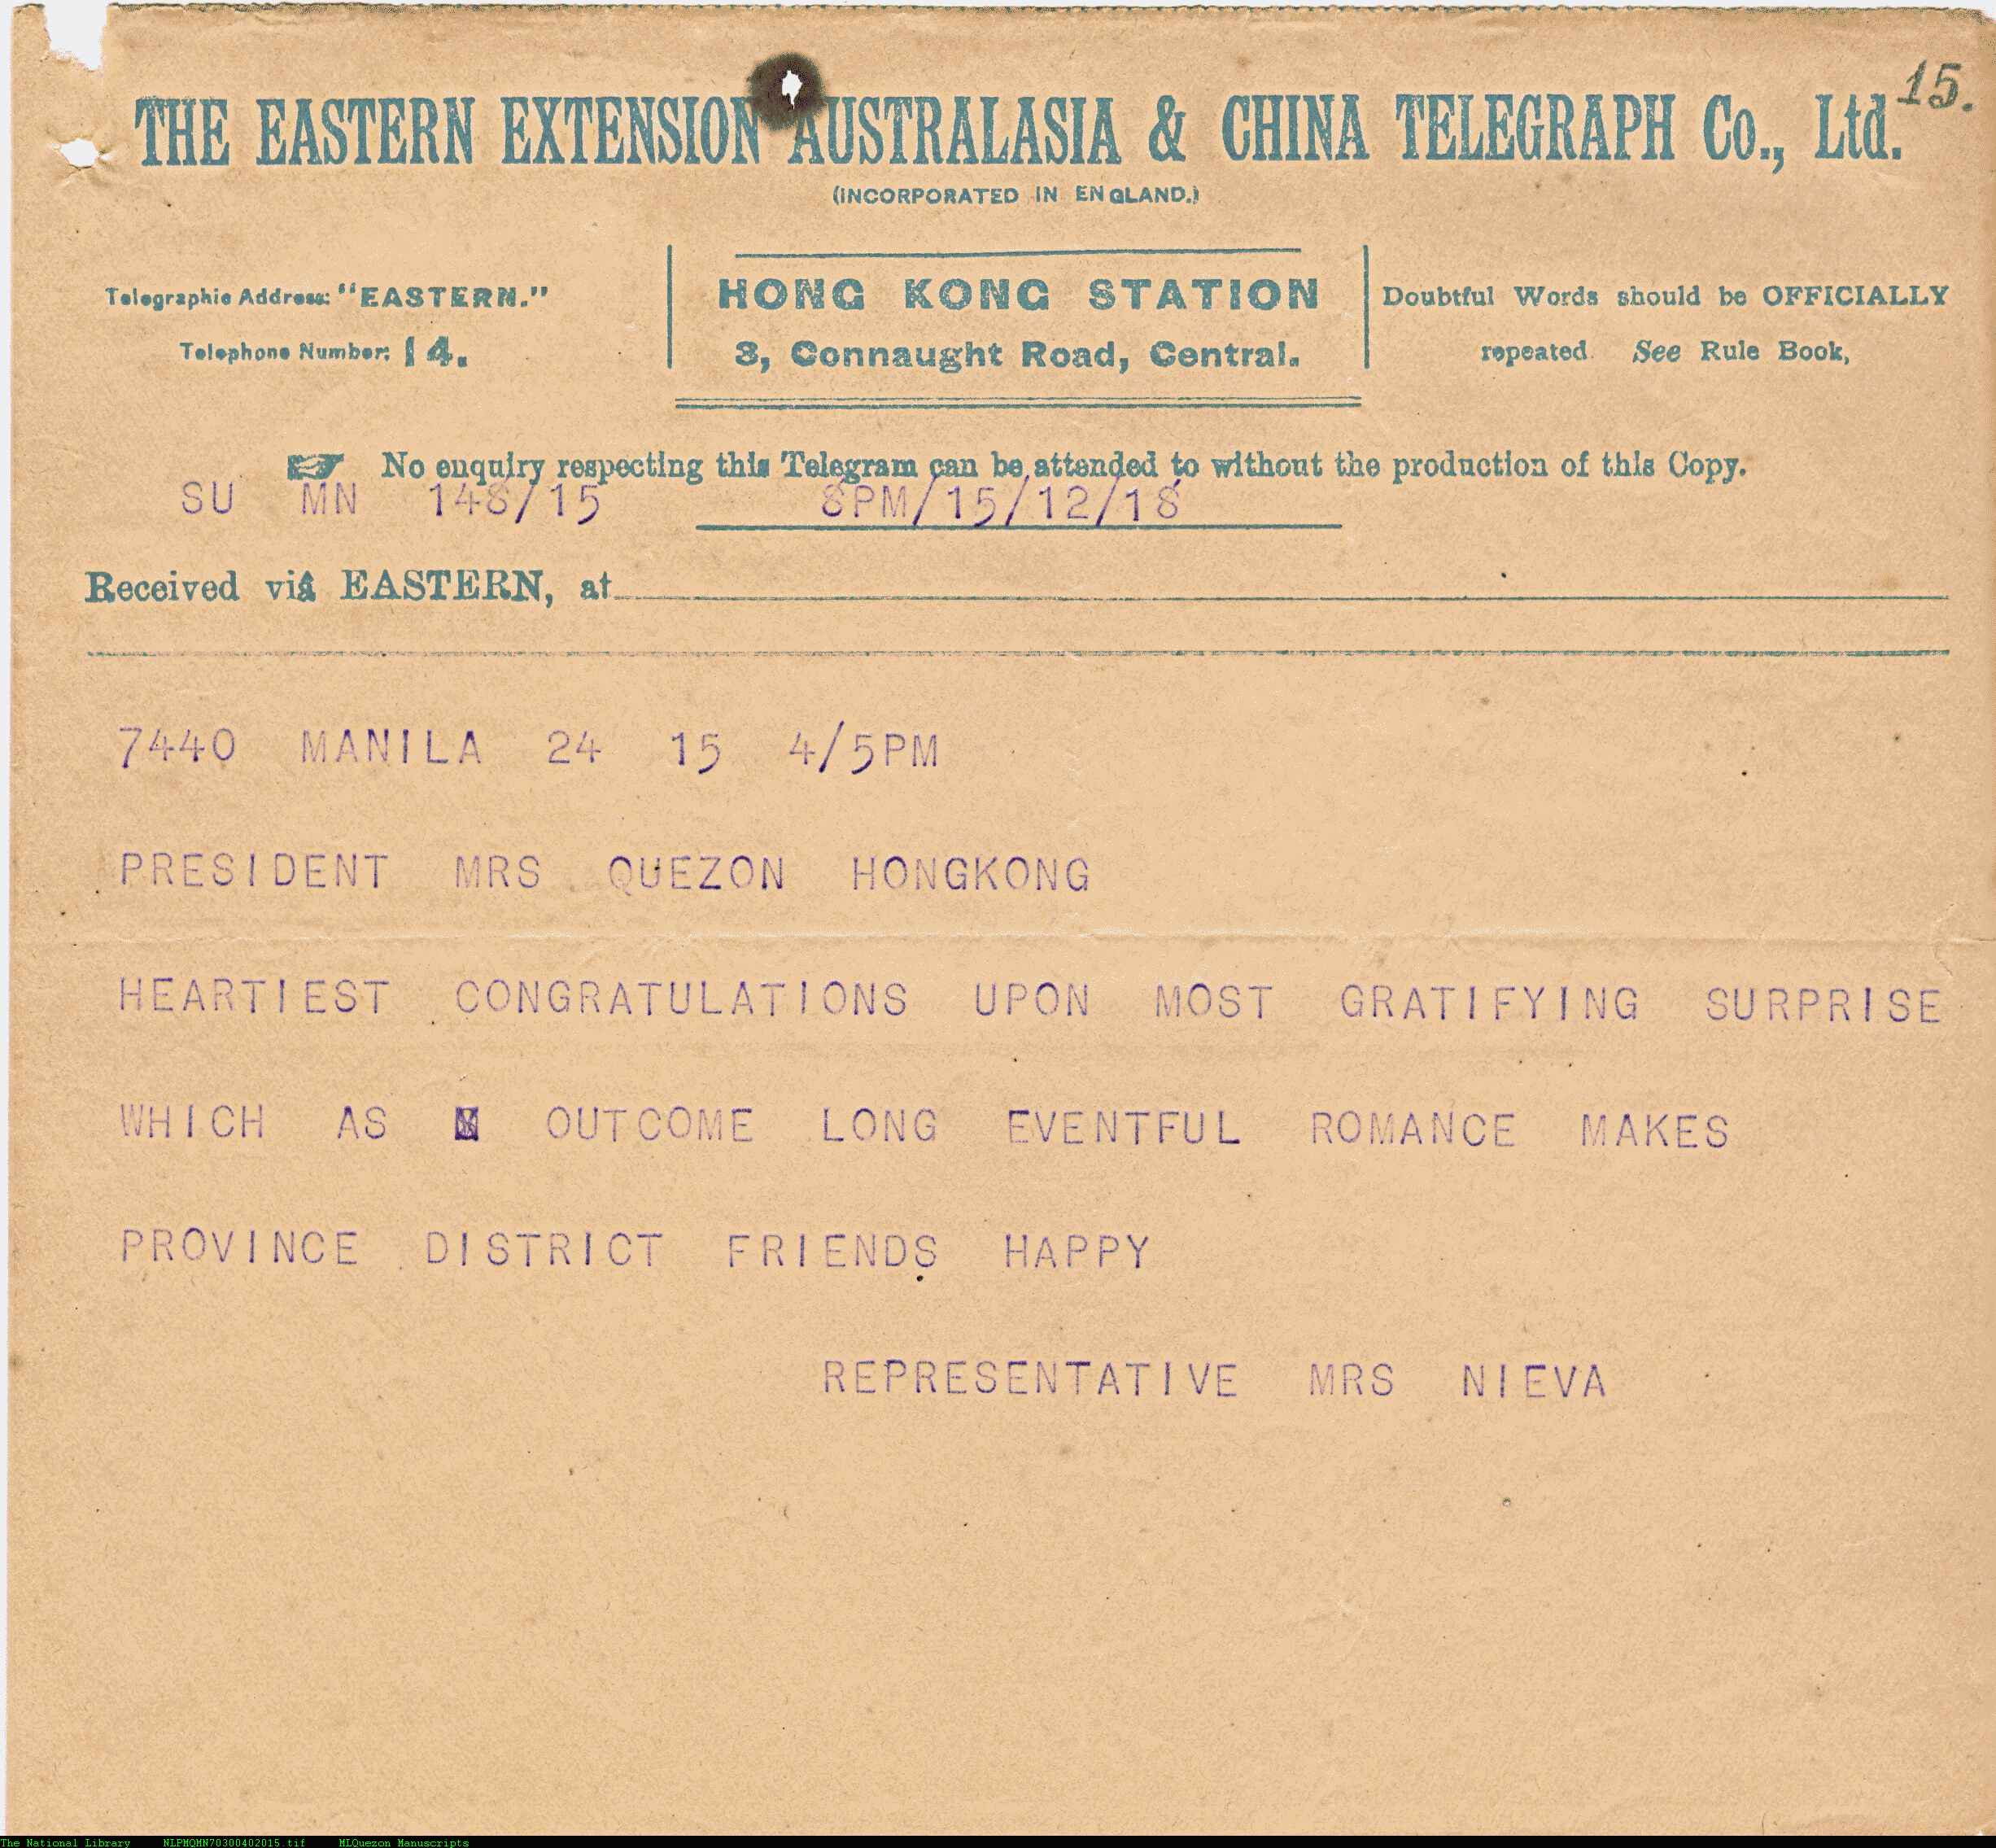 15.
THE EASTERN EXTENSION AUSTRALASIA & CHINA TELEGRAPH Co., Ltd.
(INCORPORATED IN ENGLAND.)
Telegraphic Address: "EASTERN."
Telephone Number: 14.
HONG KONG STATION
3, Connaught Road, Central.
Doubtful Words should be OFFICIALLY
repeated. See Rule Book,
No enquiry respecting this Telegram can be attended to without the production of this Copy.
SU MN 148/15 8PM/15/12/18
Received viâ EASTERN, at
7440 MANILA 24 15 4/5PM
PRESIDENT MRS QUEZON HONGKONG
HEARTIEST CONGRATULATIONS UPON MOST GRATIFYING SURPRISE
WHICH AS OUTCOME LONG EVENTFUL ROMANCE MAKES
PROVINCE DISTRICT FRIENDS HAPPY
REPRESENTATIVE MRS NIEVA
The National Library NLPMQMN70300402015.tif MLQuezon Manuscripts